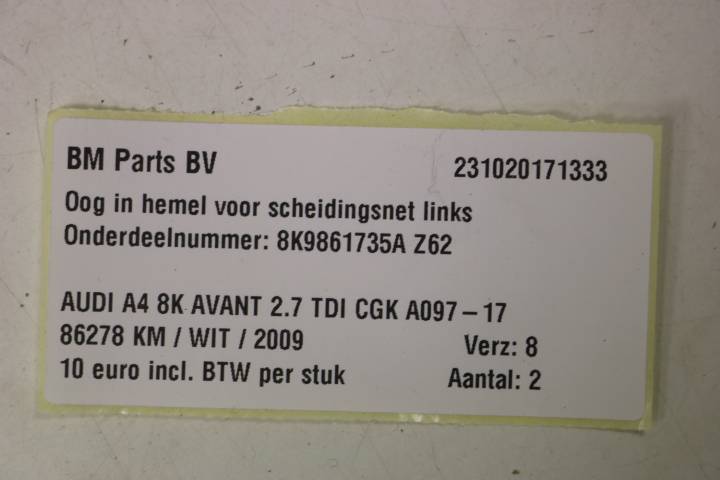 BM Parts BV 231020171333
Oog in hemel voor scheidingsnet links
Onderdeelnummer: 8K9861735A Z62
AUDI A4 8K AVANT 2.7 TDI CGK A097-17
86278 KM / WIT / 2009 Verz: 8
10 euro incl. BTW per stuk Aantal: 2